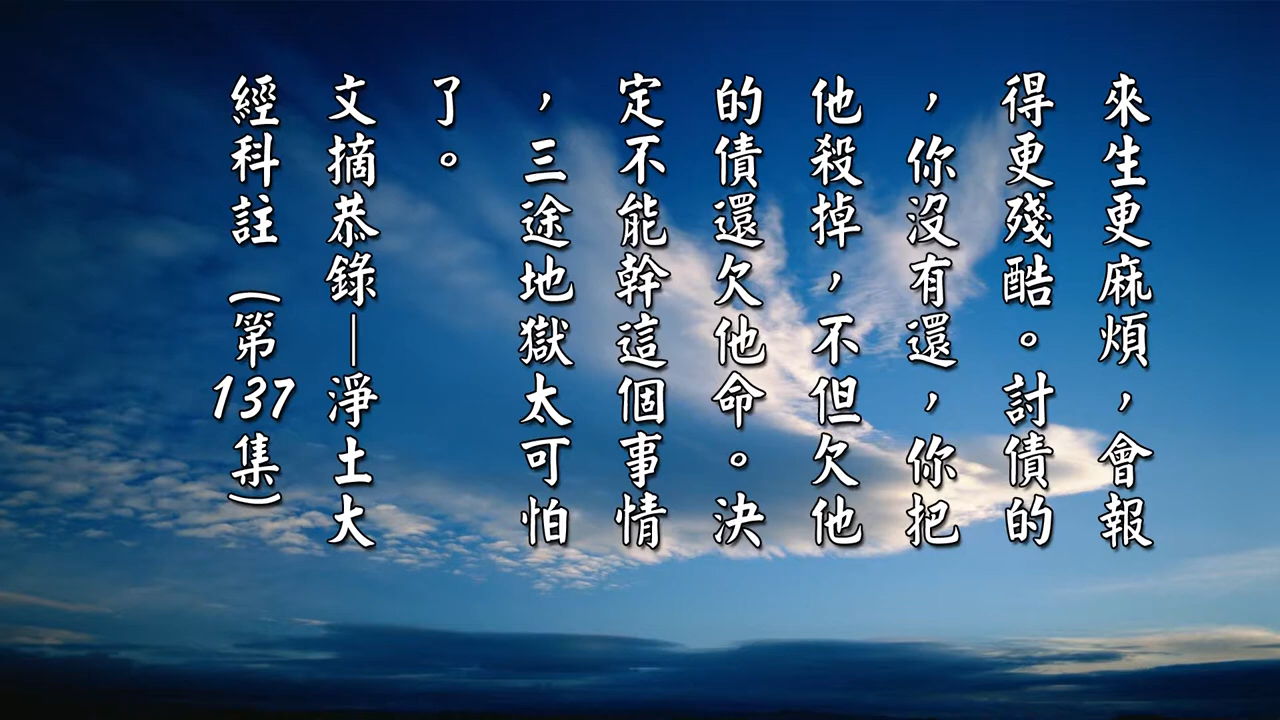 來生更麻煩，會報
得更殘酷。討債的
，你沒有還，你把
他殺掉，不但欠他
的債還欠他命。決
定不能幹這個事情
，三途地獄太可怕
了。
文摘恭錄—淨土大
經科註（第137集）